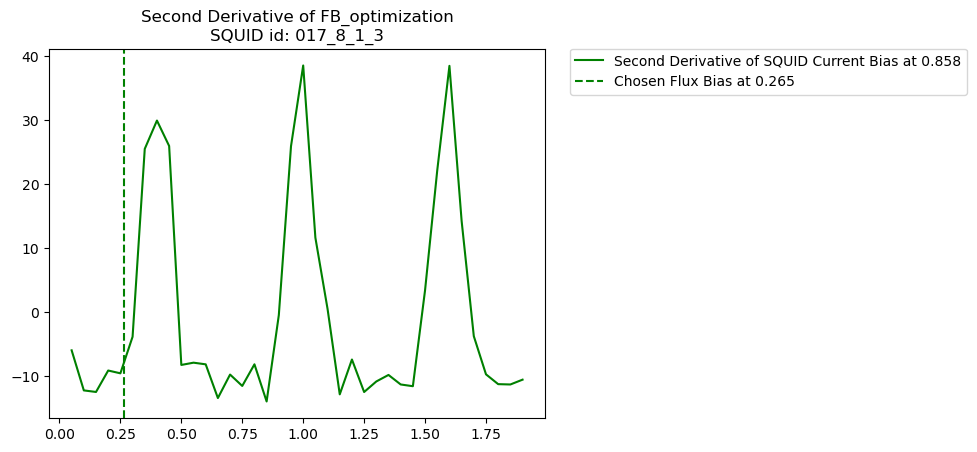 Second Derivative of FB_optimization
SQUID id: 017_8_1_3
Second Derivative of SQUID Current Bias at 0.858
Chosen Flux Bias at 0.265
40
30
20
10
0
−10
0.00 0.25 0.50 0.75 1.00 1.25 1.50 1.75